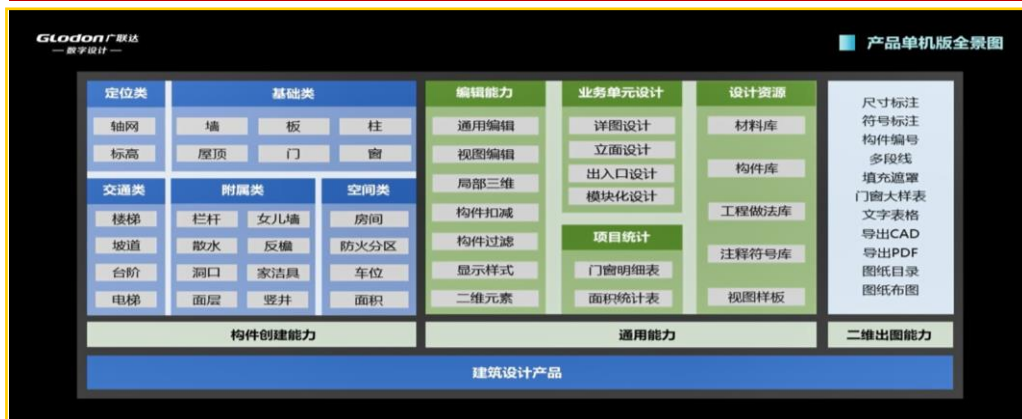 GLodon广联达
— 数字设计 —
产品单机版全景图
定位类
轴网
标高
基础类
墙 板 柱
屋顶 门 窗
交通类
楼梯
坡道
台阶
电梯
附属类
栏杆 女儿墙
散水 反檐
洞口 家洁具
面层 竖井
空间类
房间
防火分区
车位
面积
构件创建能力
编辑能力
通用编辑
视图编辑
局部三维
构件扣减
构件过滤
显示样式
二维元素
业务单元设计
详图设计
立面设计
出入口设计
模块化设计
项目统计
门窗明细表
面积统计表
设计资源
材料库
构件库
工程做法库
注释符号库
视图样板
通用能力
尺寸标注
符号标注
构件编号
多段线
填充遮罩
门窗大样表
文字表格
导出CAD
导出PDF
图纸目录
图纸布图
二维出图能力
建筑设计产品